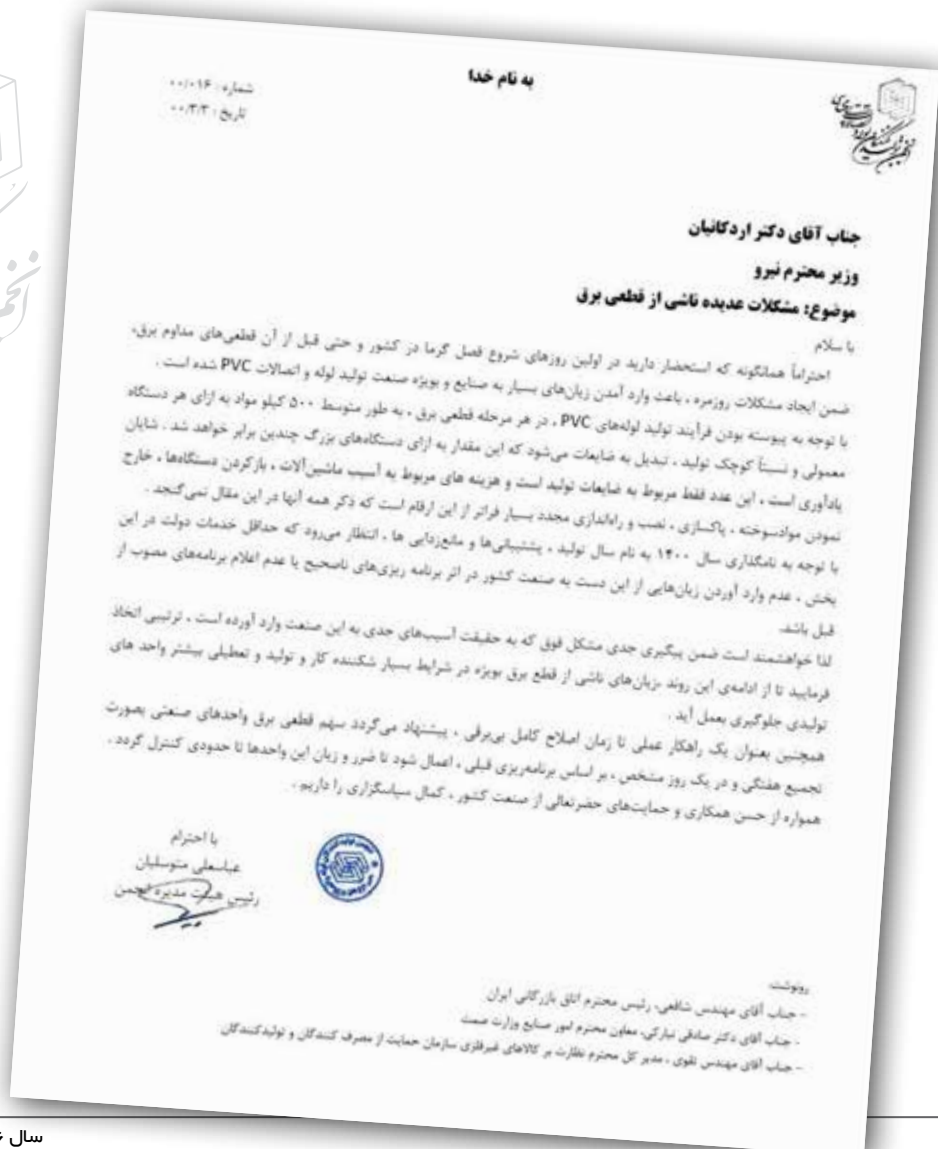 به نام خدا
شماره : ۰۰/۰۱۶
تاریخ : ۰۰/۳/۳
جناب آقای دکتر اردکانیان
وزیر محترم نیرو
موضوع: مشکلات عدیده ناشی از قطعی برق
با سلام
احتراماً همانگونه که استحضار دارید در اولین روزهای شروع فصل گرما در کشور و حتی قبل از آن قطعی‌های مداوم برق،
ضمن ایجاد مشکلات روزمره ، باعث وارد آمدن زیان‌های بسیار به صنایع و بویژه صنعت تولید لوله و اتصالات PVC شده است .
با توجه به پیوسته بودن فرآیند تولید لوله‌های PVC ، در هر مرحله قطعی برق ، به طور متوسط ۵۰۰ کیلو مواد به ازای هر دستگاه
معمولی و نسبتاً کوچک تولید ، تبدیل به ضایعات می‌شود که این مقدار به ازای دستگاه‌های بزرگ چندین برابر خواهد شد . شایان
یادآوری است ، این عدد فقط مربوط به ضایعات تولید است و هزینه های مربوط به آسیب ماشین‌آلات ، بازکردن دستگاه‌ها ، خارج
نمودن موادسوخته ، پاکسازی ، نصب و راه‌اندازی مجدد بسیار فراتر از این ارقام است که ذکر همه آنها در این مقال نمی‌گنجد .
با توجه به نامگذاری سال ۱۴۰۰ به نام سال تولید ، پشتیبانی‌ها و مانع‌زدایی ها ، انتظار می‌رود که حداقل خدمات دولت در این
بخش ، عدم وارد آوردن زیان‌هایی از این دست به صنعت کشور در اثر برنامه ریزی‌های ناصحیح یا عدم اعلام برنامه‌های مصوب از
قبل باشد.
لذا خواهشمند است ضمن پیگیری جدی مشکل فوق که به حقیقت آسیب‌های جدی به این صنعت وارد آورده است ، ترتیبی اتخاذ
فرمایید تا از ادامه‌ی این روند ،زیان‌های ناشی از قطع برق بویژه در شرایط بسیار شکننده کار و تولید و تعطیلی بیشتر واحد های
تولیدی جلوگیری بعمل آید .
همچنین بعنوان یک راهکار عملی تا زمان اصلاح کامل بی‌برقی ، پیشنهاد می‌گردد سهم قطعی برق واحدهای صنعتی بصورت
تجمیع هفتگی و در یک روز مشخص ، بر اساس برنامه‌ریزی قبلی ، اعمال شود تا ضرر و زیان این واحدها تا حدودی کنترل گردد .
همواره از حسن همکاری و حمایت‌های حضرتعالی از صنعت کشور ، کمال سپاسگزاری را داریم .
با احترام
عباسعلی متوسلیان
رئیس هیئت مدیره انجمن
رونوشت:
- جناب آقای مهندس شافعی، رئیس محترم اتاق بازرگانی ایران
- جناب آقای دکتر صادقی نیارکی، معاون محترم امور صنایع وزارت صمت
- جناب آقای مهندس نقوی ، مدیر کل محترم نظارت بر کالاهای غیرفلزی سازمان حمایت از مصرف کنندگان و تولیدکنندگان
سال ۶